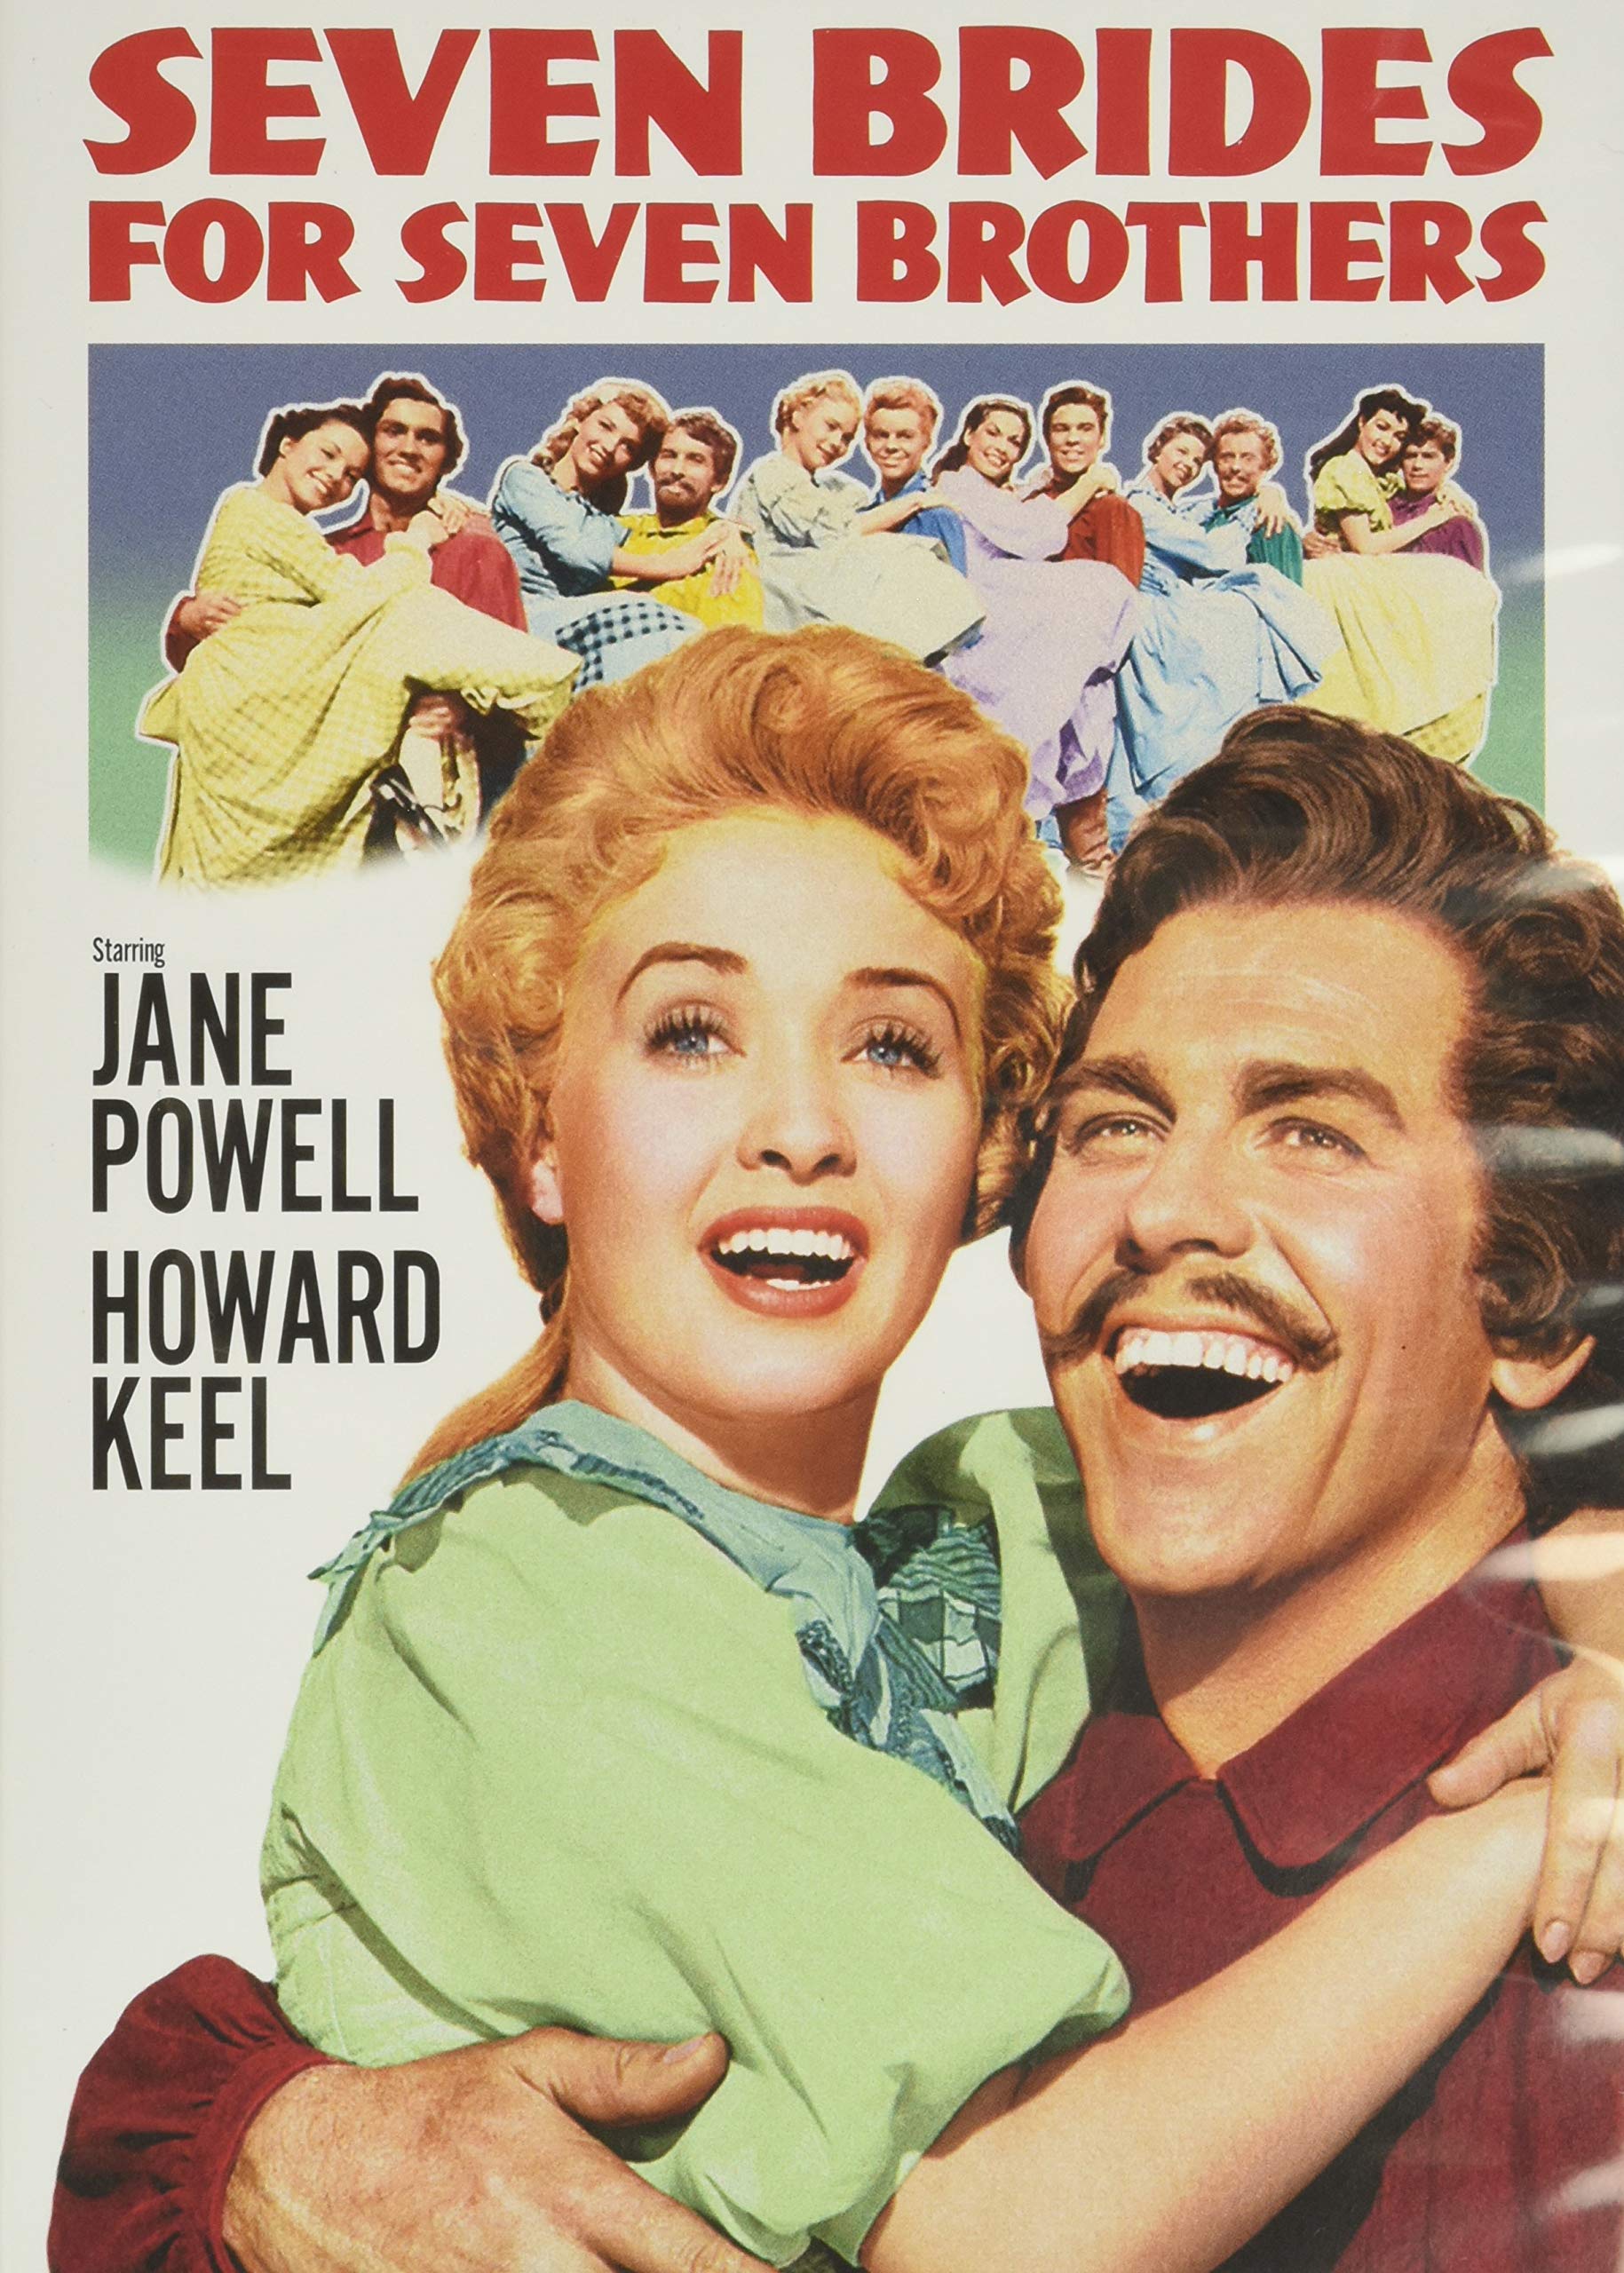 SEVEN BRIDES
FOR SEVEN BROTHERS
Starring
JANE
POWELL
HOWARD
KEEL